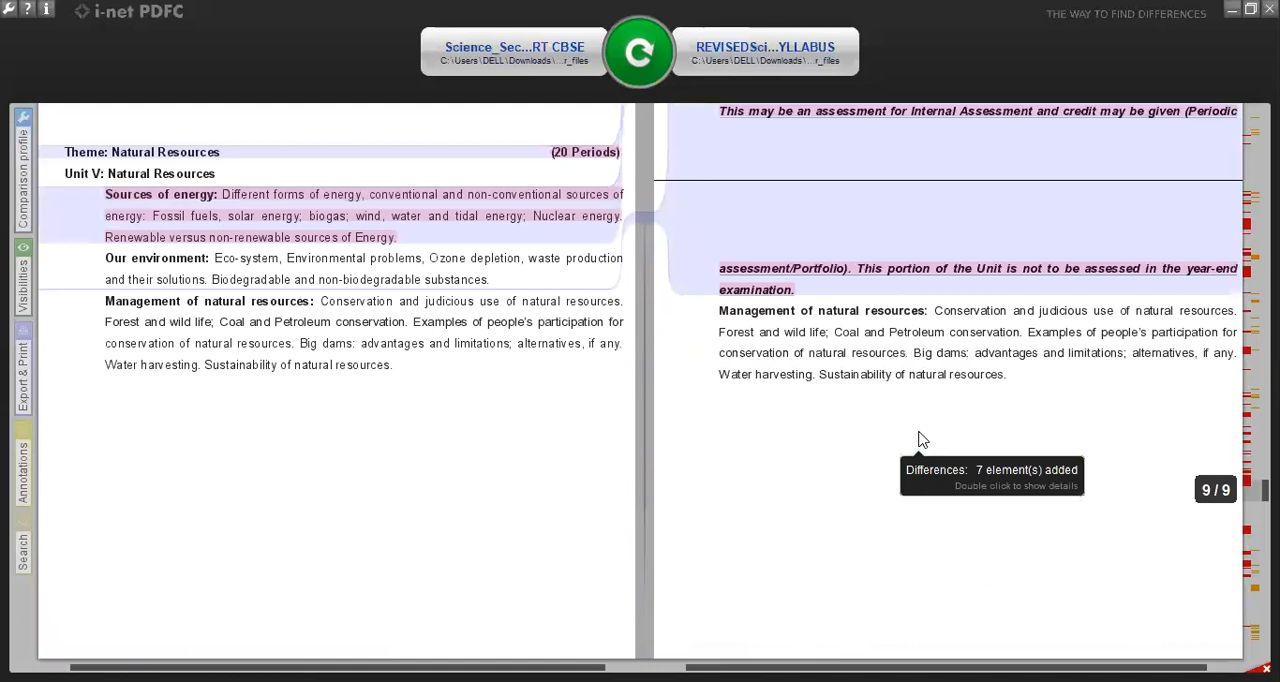 i-net PDFC
THE WAY TO FIND DIFFERENCES
Science_Sec...RT CBSE
C:\Users\DELL\Downloads\...r_files
REVISEDSci...YLLABUS
C:\Users\DELL\Downloads\...r_files
Comparison profile
Visibilities
Export & Print
Annotations
Search
Theme: Natural Resources (20 Periods)
Unit V: Natural Resources
Sources of energy: Different forms of energy, conventional and non-conventional sources of
energy: Fossil fuels, solar energy; biogas; wind, water and tidal energy; Nuclear energy.
Renewable versus non-renewable sources of Energy.
Our environment: Eco-system, Environmental problems, Ozone depletion, waste production
and their solutions. Biodegradable and non-biodegradable substances.
Management of natural resources: Conservation and judicious use of natural resources.
Forest and wild life; Coal and Petroleum conservation. Examples of people's participation for
conservation of natural resources. Big dams: advantages and limitations; alternatives, if any.
Water harvesting. Sustainability of natural resources.
This may be an assessment for Internal Assessment and credit may be given (Periodic
assessment/Portfolio). This portion of the Unit is not to be assessed in the year-end
examination.
Management of natural resources: Conservation and judicious use of natural resources.
Forest and wild life; Coal and Petroleum conservation. Examples of people's participation for
conservation of natural resources. Big dams: advantages and limitations; alternatives, if any.
Water harvesting. Sustainability of natural resources.
Differences: 7 element(s) added
Double click to show details
9 / 9